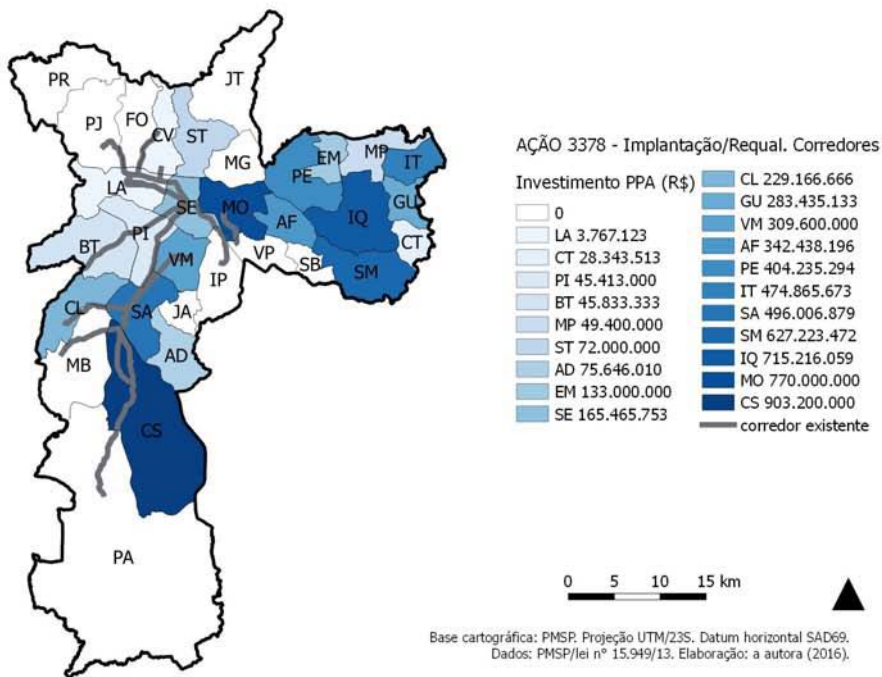 PR
JT
PJ
FO
CV
ST
MG
LA
SE
MO
PE
EM
MP
IT
IQ
GU
AF
CT
BT
PI
VM
IP
VP
SB
SM
CL
SA
JA
MB
AD
CS
PA
AÇÃO 3378 - Implantação/Requal. Corredores
Investimento PPA (R$)
0
LA 3.767.123
CT 28.343.513
PI 45.413.000
BT 45.833.333
MP 49.400.000
ST 72.000.000
AD 75.646.010
EM 133.000.000
SE 165.465.753
CL 229.166.666
GU 283.435.133
VM 309.600.000
AF 342.438.196
PE 404.235.294
IT 474.865.673
SA 496.006.879
SM 627.223.472
IQ 715.216.059
MO 770.000.000
CS 903.200.000
corredor existente
0 5 10 15 km
Base cartográfica: PMSP. Projeção UTM/23S. Datum horizontal SAD69.
Dados: PMSP/lei n° 15.949/13. Elaboração: a autora (2016).